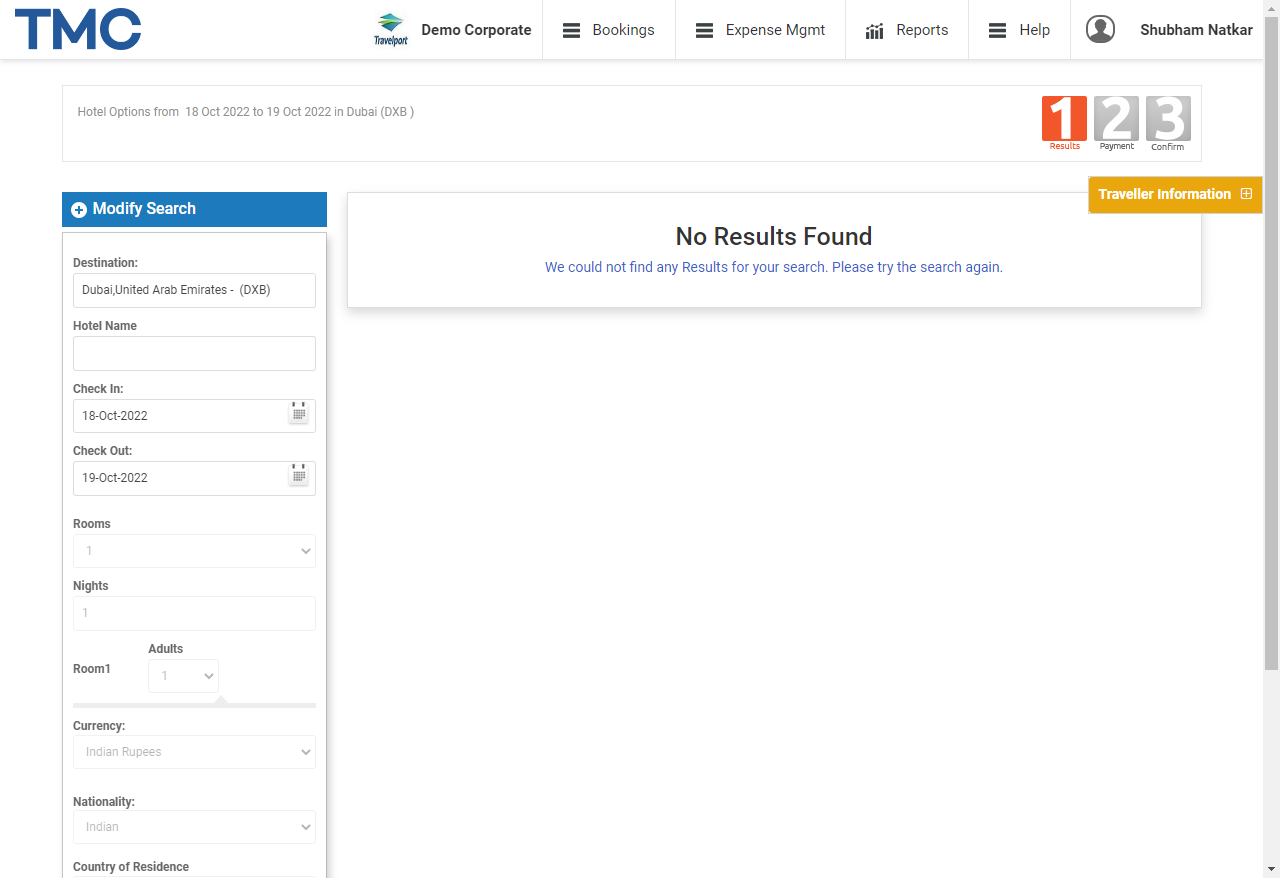 TMC
Travelport
Demo Corporate
Bookings
Expense Mgmt
Reports
Help
Shubham Natkar
Hotel Options from 18 Oct 2022 to 19 Oct 2022 in Dubai (DXB )
1 2 3
Results Payment Confirm
Traveller Information
Modify Search
No Results Found
We could not find any Results for your search. Please try the search again.
Destination:
Dubai,United Arab Emirates - (DXB)
Hotel Name
Check In:
18-Oct-2022
Check Out:
19-Oct-2022
Rooms
1
Nights
1
Adults
Room1
1
Currency:
Indian Rupees
Nationality:
Indian
Country of Residence